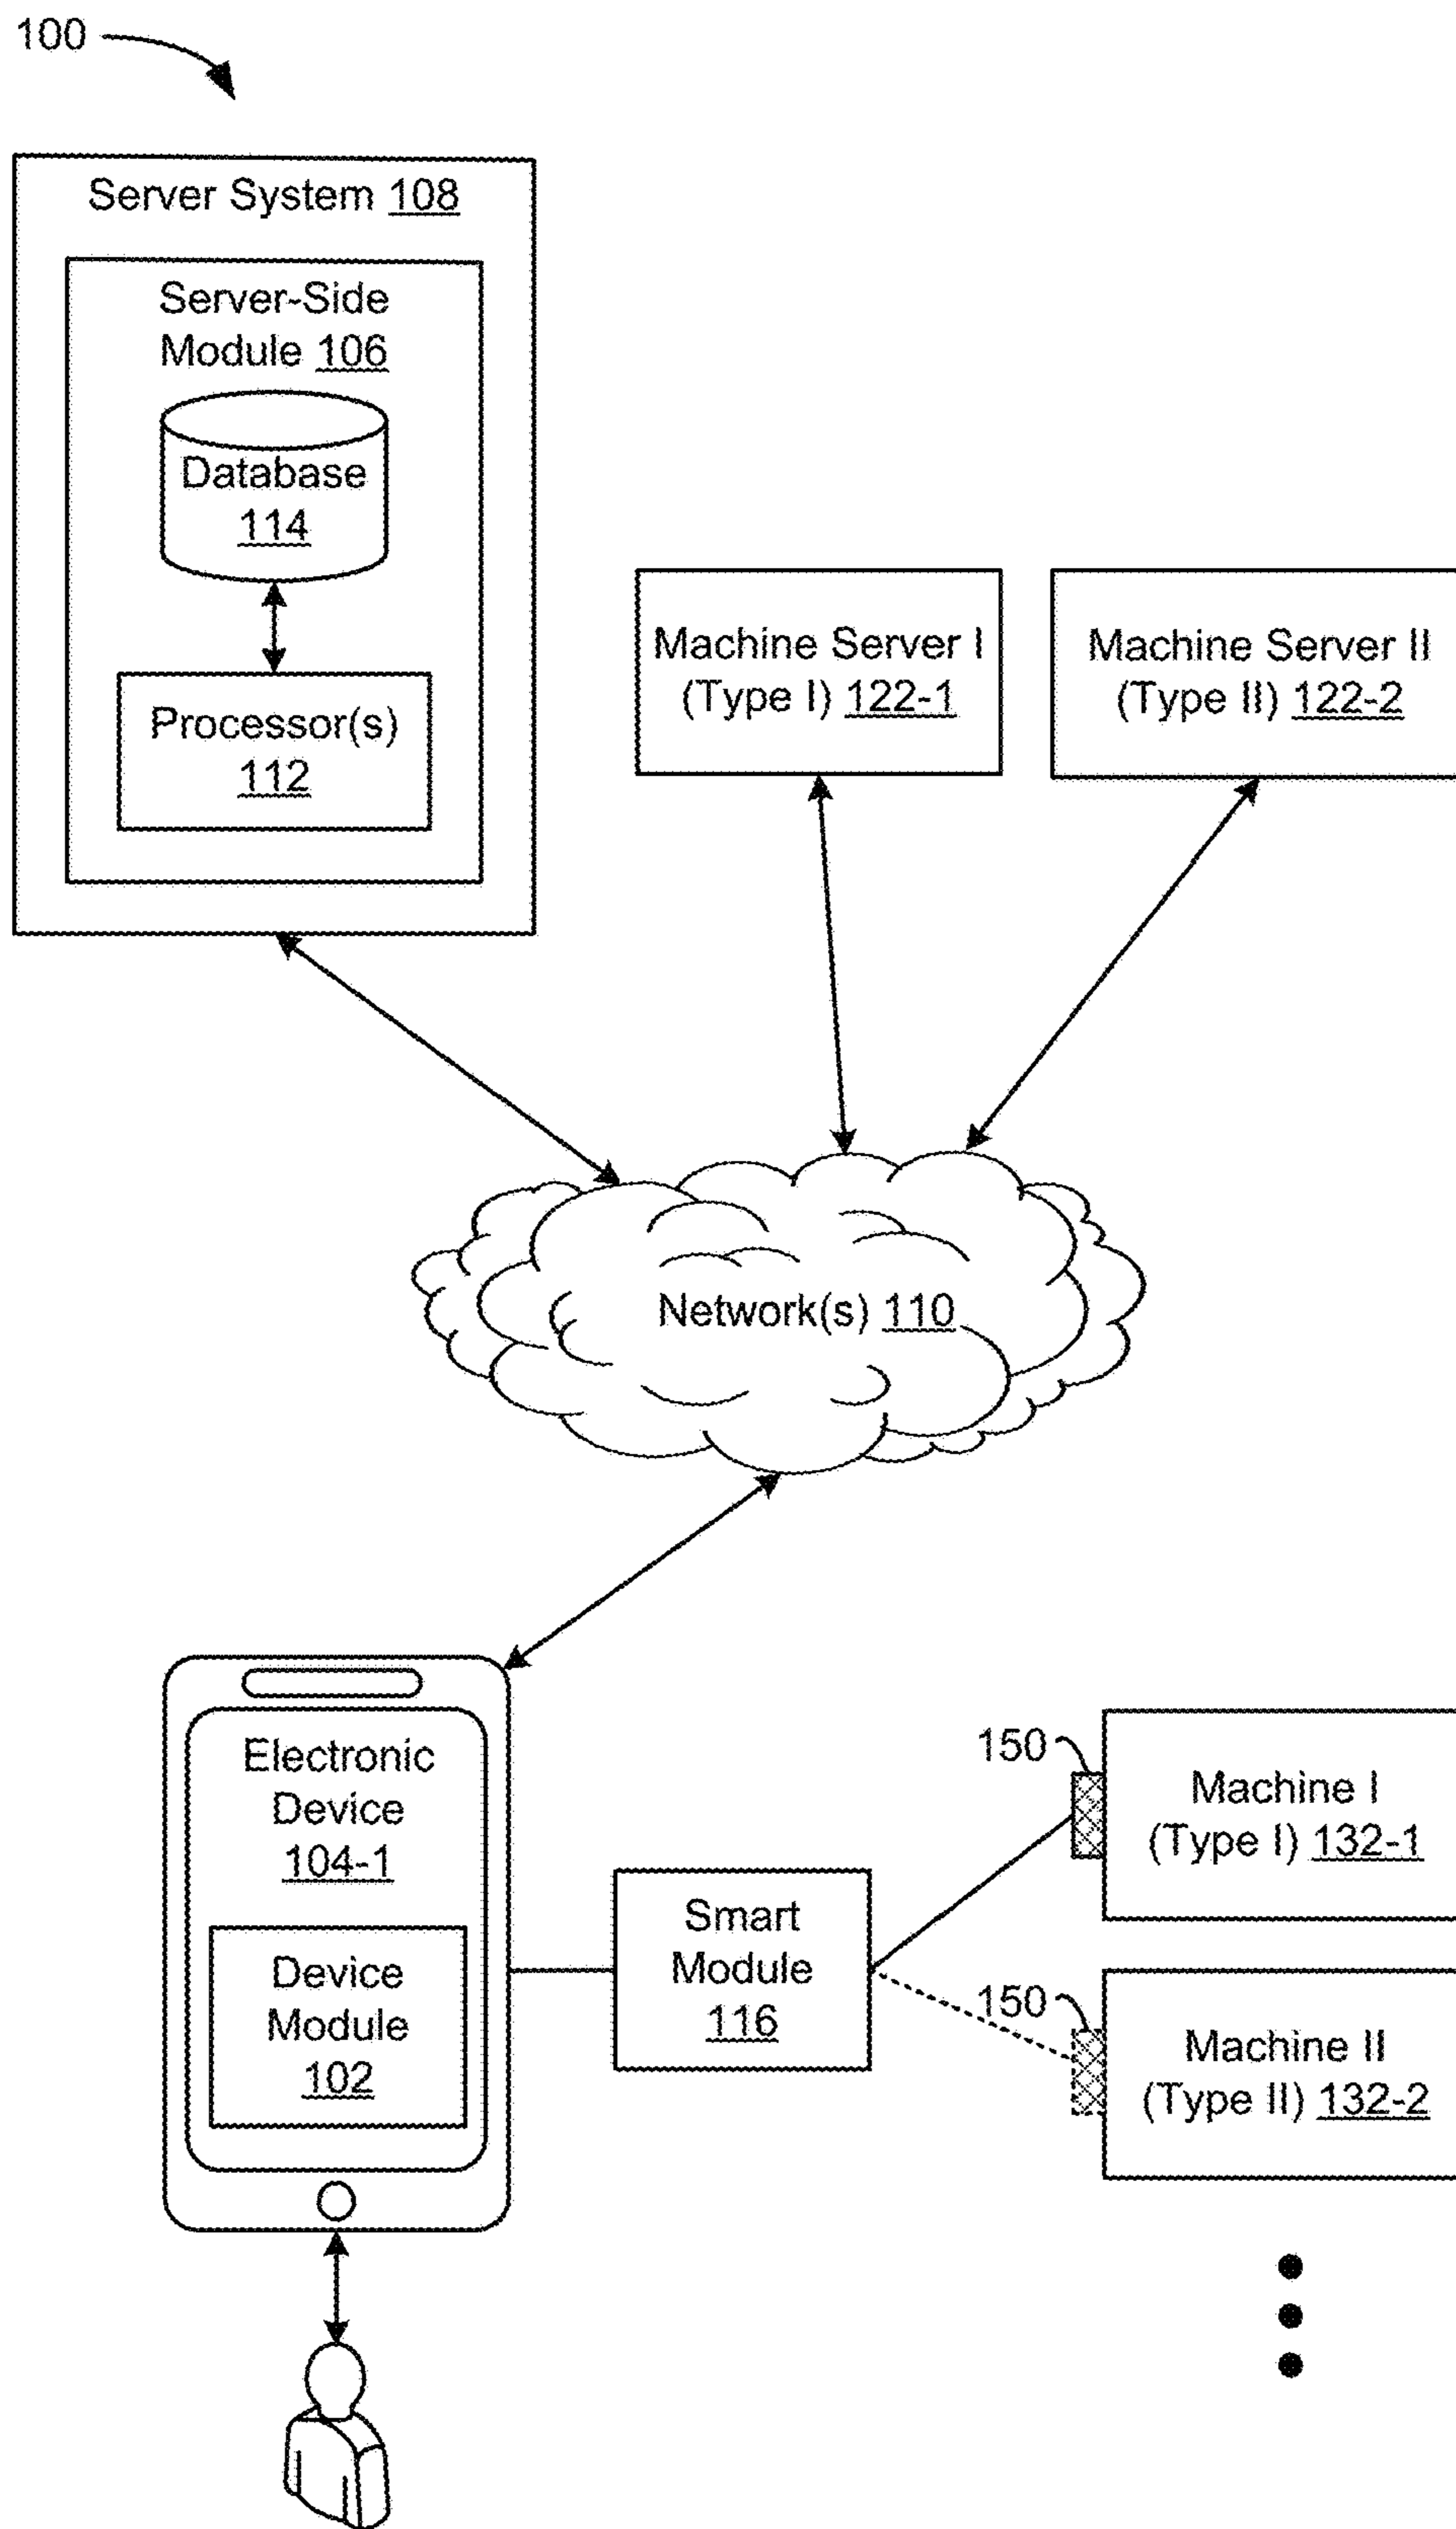 100
Server System 108
Server-Side
Module 106
Database
114
Processor(s)
112
Machine Server I
(Type I) 122-1
Machine Server II
(Type II) 122-2
Network(s) 110
Electronic
Device
104-1
Device
Module
102
Smart
Module
116
150
Machine I
(Type I) 132-1
150
Machine II
(Type II) 132-2